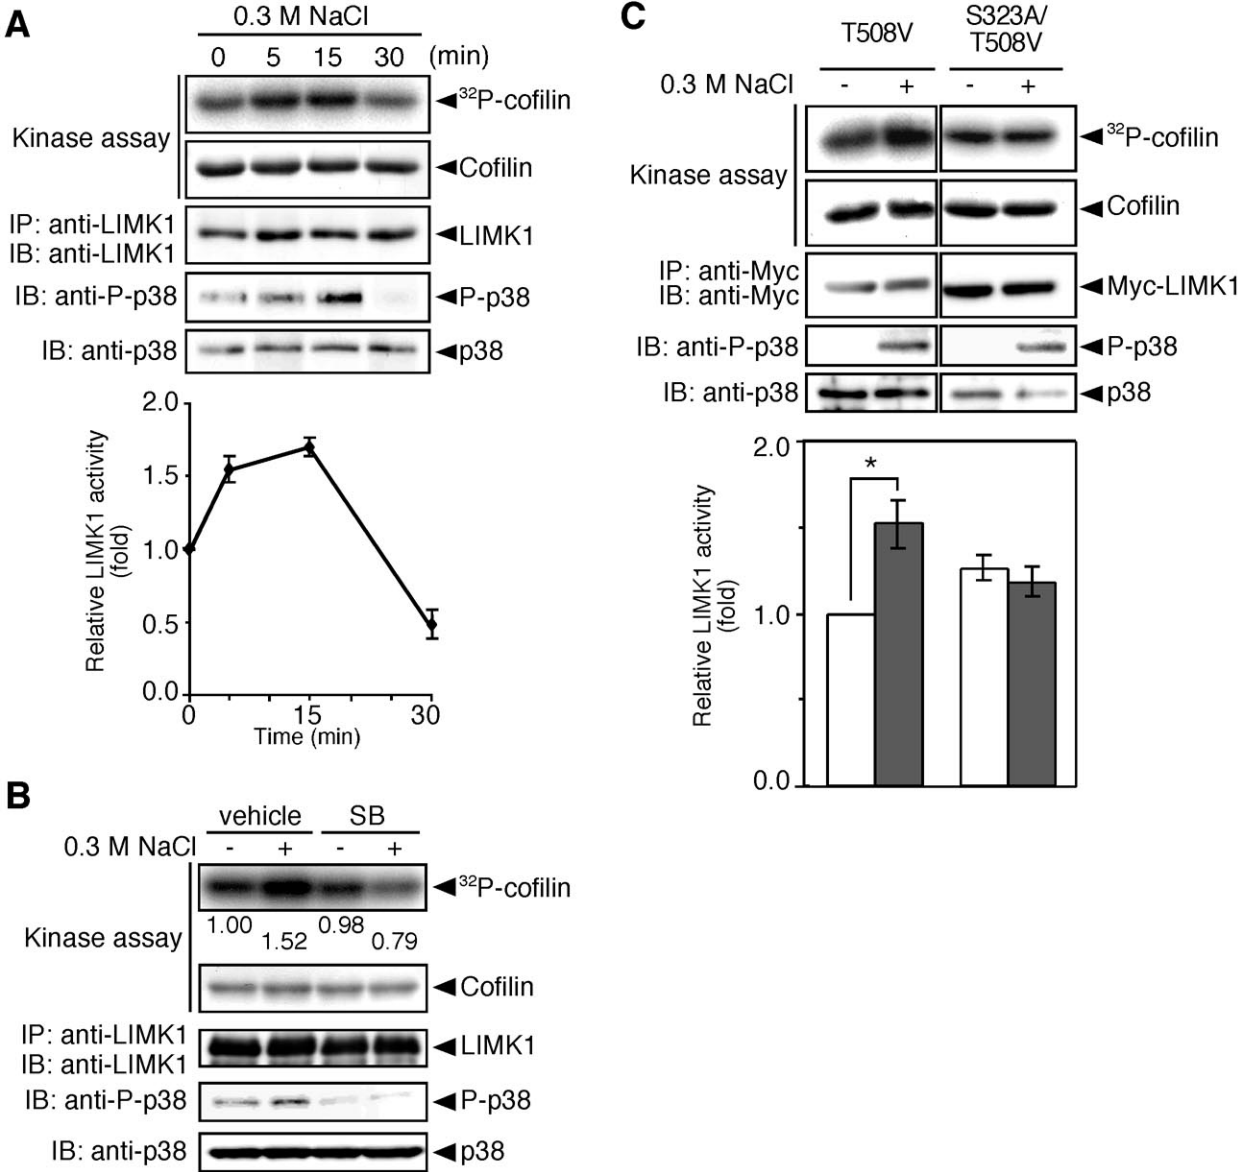 A
0.3 M NaCl
0 5 15 30 (min)
Kinase assay
32P-cofilin
Cofilin
IP: anti-LIMK1
IB: anti-LIMK1
LIMK1
IB: anti-P-p38
P-p38
IB: anti-p38
p38
2.0
1.5
1.0
0.5
0.0
Relative LIMK1 activity
(fold)
0 15 30
Time (min)
B
vehicle SB
0.3 M NaCl - + - +
32P-cofilin
Kinase assay
1.00 1.52 0.98 0.79
Cofilin
IP: anti-LIMK1
IB: anti-LIMK1
LIMK1
IB: anti-P-p38
P-p38
IB: anti-p38
p38
C
T508V
S323A/
T508V
0.3 M NaCl - + - +
Kinase assay
32P-cofilin
Cofilin
IP: anti-Myc
IB: anti-Myc
Myc-LIMK1
IB: anti-P-p38
P-p38
IB: anti-p38
p38
2.0
1.0
0.0
Relative LIMK1 activity
(fold)
*